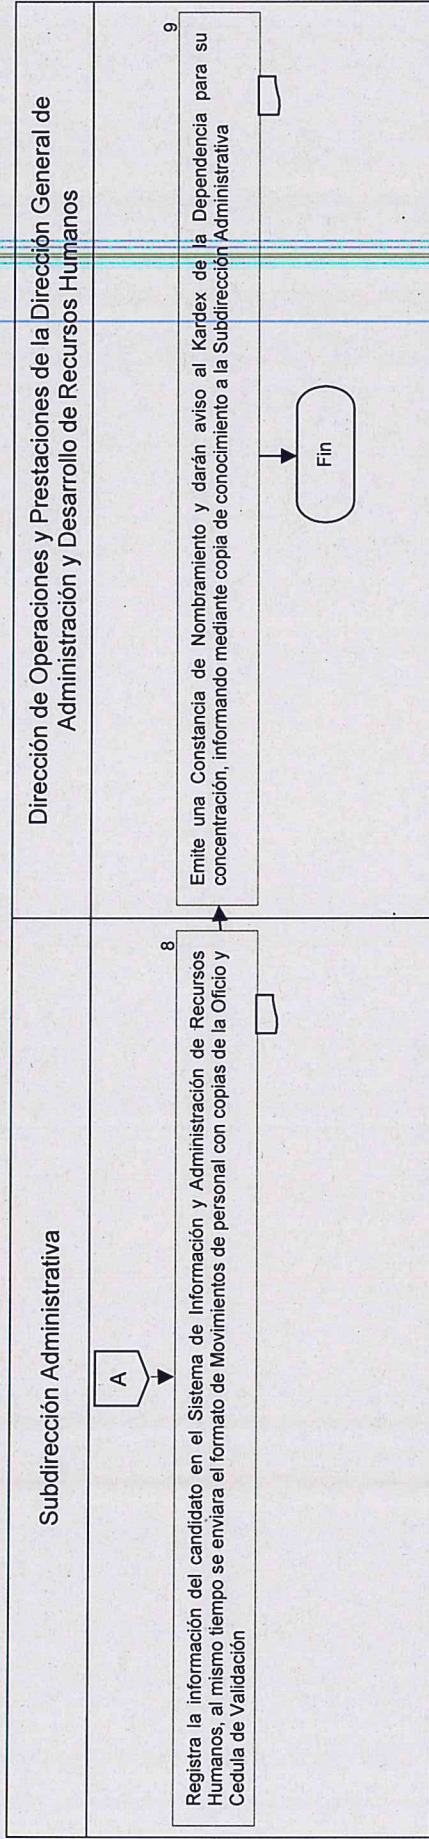 Subdirección Administrativa
A
8
Registra la información del candidato en el Sistema de Información y Administración de Recursos
Humanos, al mismo tiempo se enviara el formato de Movimientos de personal con copias de la Oficio y
Cedula de Validación
Dirección de Operaciones y Prestaciones de la Dirección General de
Administración y Desarrollo de Recursos Humanos
9
Emite una Constancia de Nombramiento y darán aviso al Kardex de la Dependencia para su
concentración, informando mediante copia de conocimiento a la Subdirección Administrativa
Fin